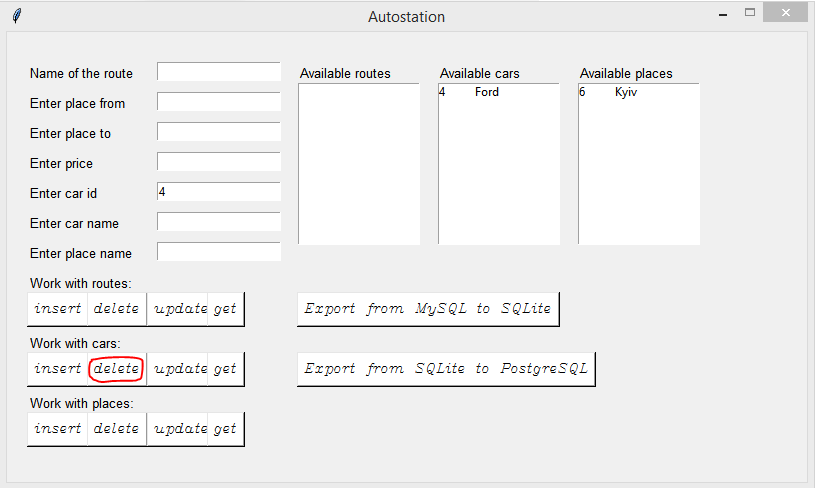 Autostation
Name of the route
Available routes
Available cars
Available places
4 Ford
6 Kyiv
Enter place from
Enter place to
Enter price
Enter car id
4
Enter car name
Enter place name
Work with routes:
insert delete update get
Export from MySQL to SQLite
Work with cars:
insert delete update get
Export from SQLite to PostgreSQL
Work with places:
insert delete update get